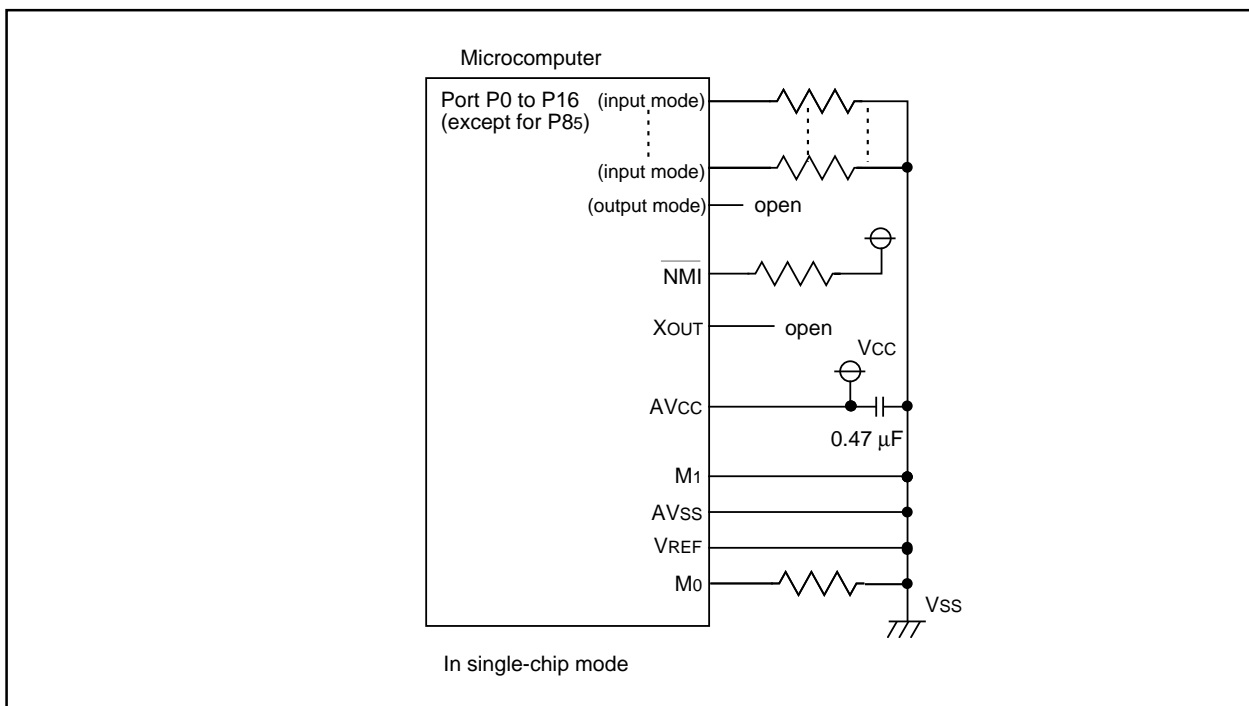 Microcomputer
Port P0 to P16 (input mode)
(except for P85)
(input mode)
(output mode) open
NMI
XOUT open
VCC
AVCC
0.47 μF
M1
AVSS
VREF
M0
VSS
In single-chip mode